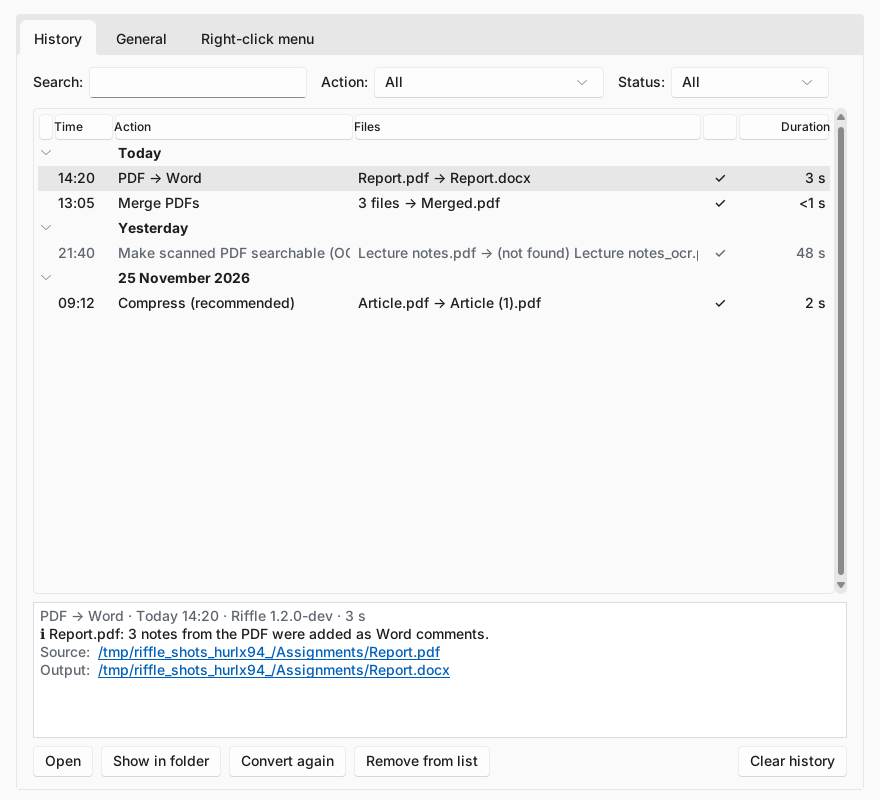 History General Right-click menu
Search: Action: All Status: All
Time Action Files Duration
Today
14:20 PDF → Word Report.pdf → Report.docx ✓ 3 s
13:05 Merge PDFs 3 files → Merged.pdf ✓ <1 s
Yesterday
21:40 Make scanned PDF searchable (OC Lecture notes.pdf → (not found) Lecture notes_ocr.p ✓ 48 s
25 November 2026
09:12 Compress (recommended) Article.pdf → Article (1).pdf ✓ 2 s
PDF → Word · Today 14:20 · Riffle 1.2.0-dev · 3 s
ℹ Report.pdf: 3 notes from the PDF were added as Word comments.
Source: /tmp/riffle_shots_hurlx94_/Assignments/Report.pdf
Output: /tmp/riffle_shots_hurlx94_/Assignments/Report.docx
Open Show in folder Convert again Remove from list Clear history